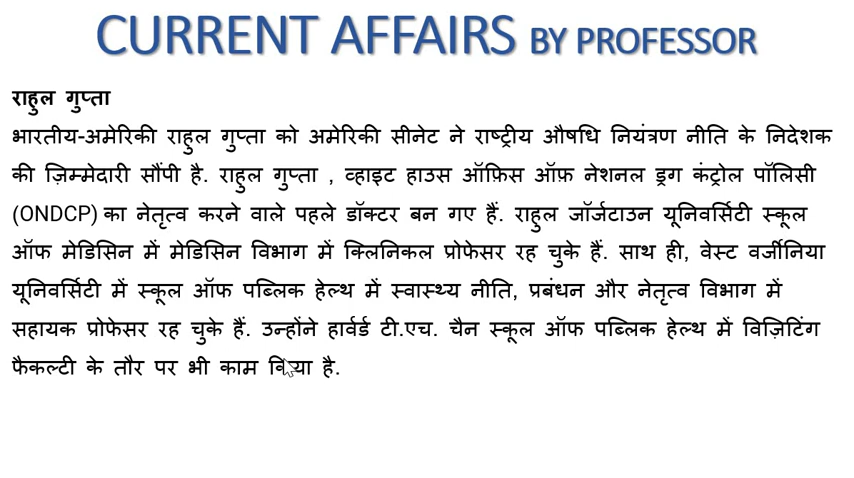 CURRENT AFFAIRS BY PROFESSOR
राहुल गुप्ता
भारतीय-अमेरिकी राहुल गुप्ता को अमेरिकी सीनेट ने राष्ट्रीय औषधि नियंत्रण नीति के निदेशक
की ज़िम्मेदारी सौंपी है. राहुल गुप्ता , व्हाइट हाउस ऑफ़िस ऑफ़ नेशनल ड्रग कंट्रोल पॉलिसी
(ONDCP) का नेतृत्व करने वाले पहले डॉक्टर बन गए हैं. राहुल जॉर्जटाउन यूनिवर्सिटी स्कूल
ऑफ मेडिसिन में मेडिसिन विभाग में क्लिनिकल प्रोफेसर रह चुके हैं. साथ ही, वेस्ट वर्जीनिया
यूनिवर्सिटी में स्कूल ऑफ पब्लिक हेल्थ में स्वास्थ्य नीति, प्रबंधन और नेतृत्व विभाग में
सहायक प्रोफेसर रह चुके हैं. उन्होंने हार्वर्ड टी.एच. चैन स्कूल ऑफ पब्लिक हेल्थ में विज़िटिंग
फैकल्टी के तौर पर भी काम किया है.